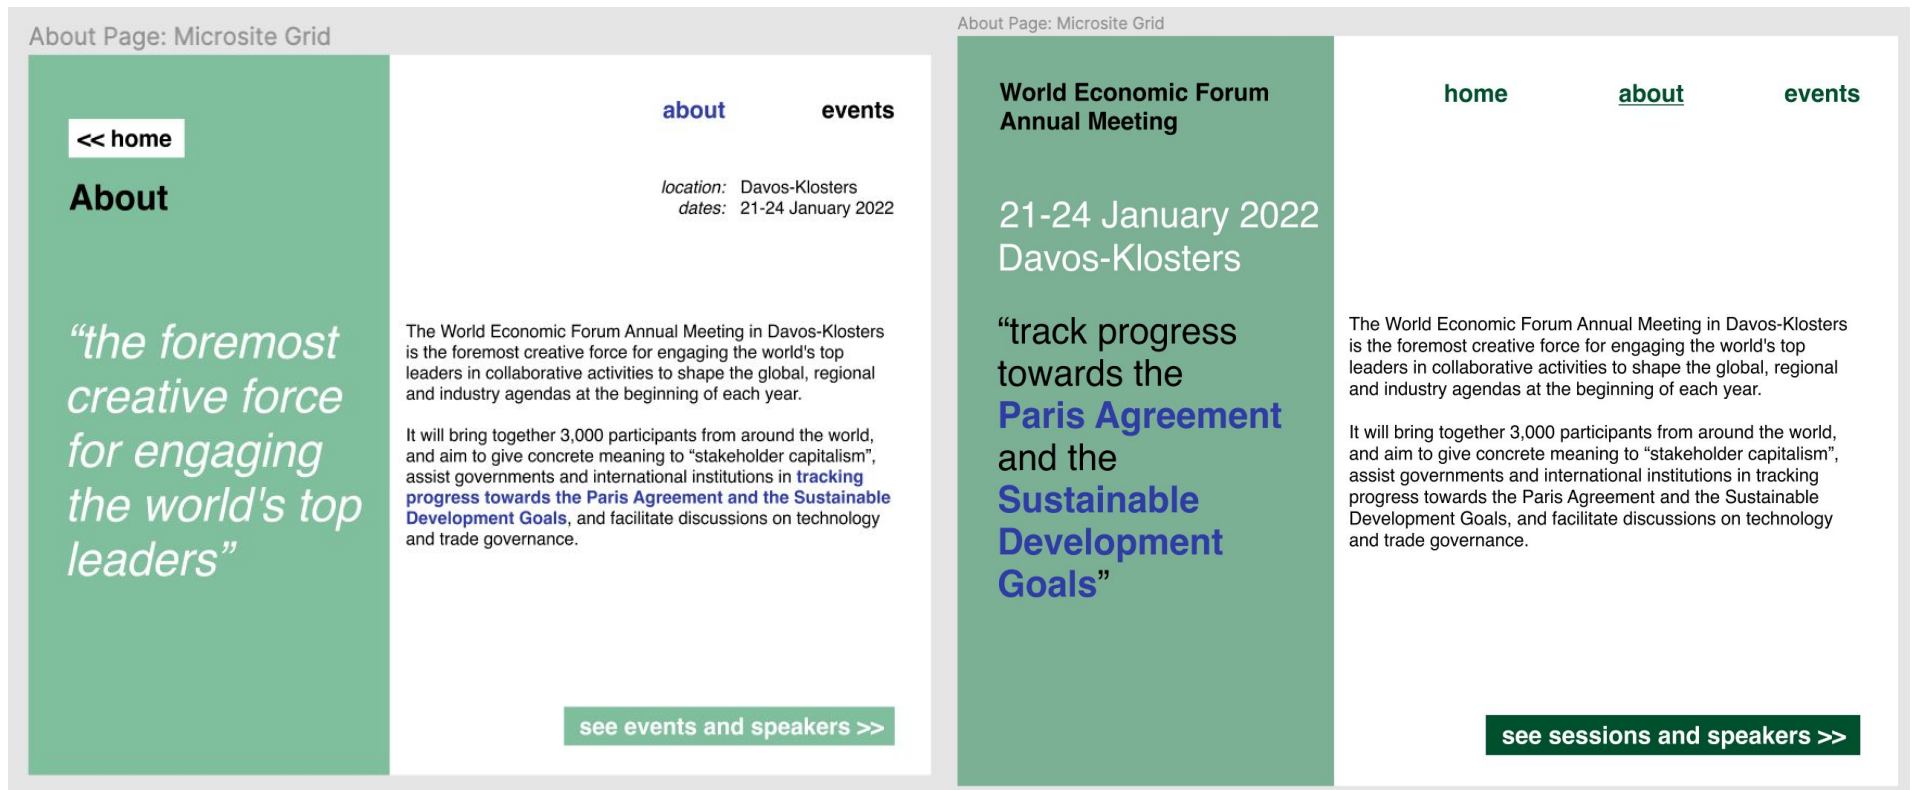 About Page: Microsite Grid
<< home
About
about
events
location: Davos-Klosters
dates: 21-24 January 2022
“the foremost
creative force
for engaging
the world's top
leaders”
The World Economic Forum Annual Meeting in Davos-Klosters
is the foremost creative force for engaging the world's top
leaders in collaborative activities to shape the global, regional
and industry agendas at the beginning of each year.
It will bring together 3,000 participants from around the world,
and aim to give concrete meaning to “stakeholder capitalism”,
assist governments and international institutions in tracking
progress towards the Paris Agreement and the Sustainable
Development Goals, and facilitate discussions on technology
and trade governance.
see events and speakers >>
About Page: Microsite Grid
World Economic Forum
Annual Meeting
home
about
events
21-24 January 2022
Davos-Klosters
“track progress
towards the
Paris Agreement
and the
Sustainable
Development
Goals”
The World Economic Forum Annual Meeting in Davos-Klosters
is the foremost creative force for engaging the world's top
leaders in collaborative activities to shape the global, regional
and industry agendas at the beginning of each year.
It will bring together 3,000 participants from around the world,
and aim to give concrete meaning to “stakeholder capitalism”,
assist governments and international institutions in tracking
progress towards the Paris Agreement and the Sustainable
Development Goals, and facilitate discussions on technology
and trade governance.
see sessions and speakers >>